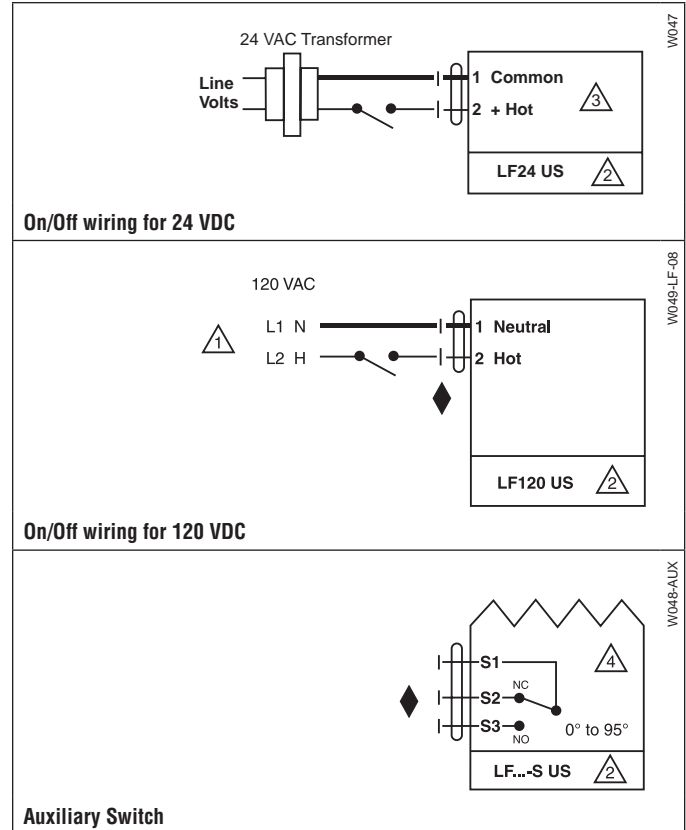 W047
24 VAC Transformer
Line
Volts
1 Common
2 + Hot
3
LF24 US 2
On/Off wiring for 24 VDC
W049-LF-08
120 VAC
1
L1 N
L2 H
1 Neutral
2 Hot
LF120 US 2
On/Off wiring for 120 VDC
W048-AUX
S1
4
NC
S2
S3
NO
0° to 95°
LF...-S US 2
Auxiliary Switch